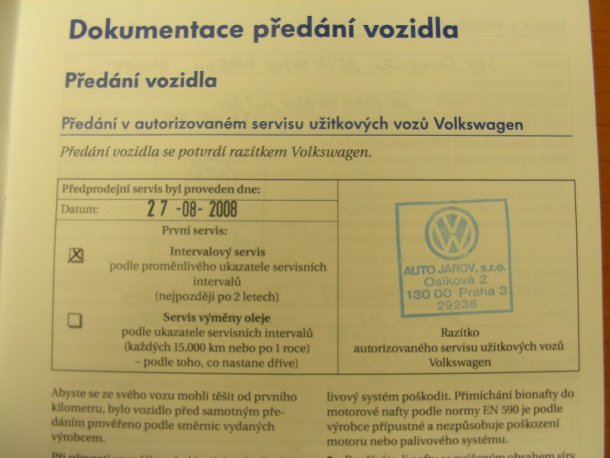 Dokumentace předání vozidla
Předání vozidla
Předání v autorizovaném servisu užitkových vozů Volkswagen
Předání vozidla se potvrdí razítkem Volkswagen.
Předprodejní servis byl proveden dne:
Datum: 27 -08- 2008
První servis:
Intervalový servis
podle proměnlivého ukazatele servisních
intervalů
(nejpozději po 2 letech)
Servis výměny oleje
podle ukazatele servisních intervalů
(každých 15.000 km nebo po 1 roce)
– podle toho, co nastane dříve)
AUTO JAROV, s.r.o.
Osiková 2
130 00 Praha 3
29238
Razítko
autorizovaného servisu užitkových vozů
Volkswagen
Abyste se ze svého vozu mohli těšit od prvního
kilometru, bylo vozidlo před samotným pře-
dáním prověřeno podle směrnic vydaných
výrobcem.
livový systém poškodit. Přimíchání bionafty do
motorové nafty podle normy EN 590 je podle
výrobce přípustné a nezpůsobuje poškození
motoru nebo palivového systému.